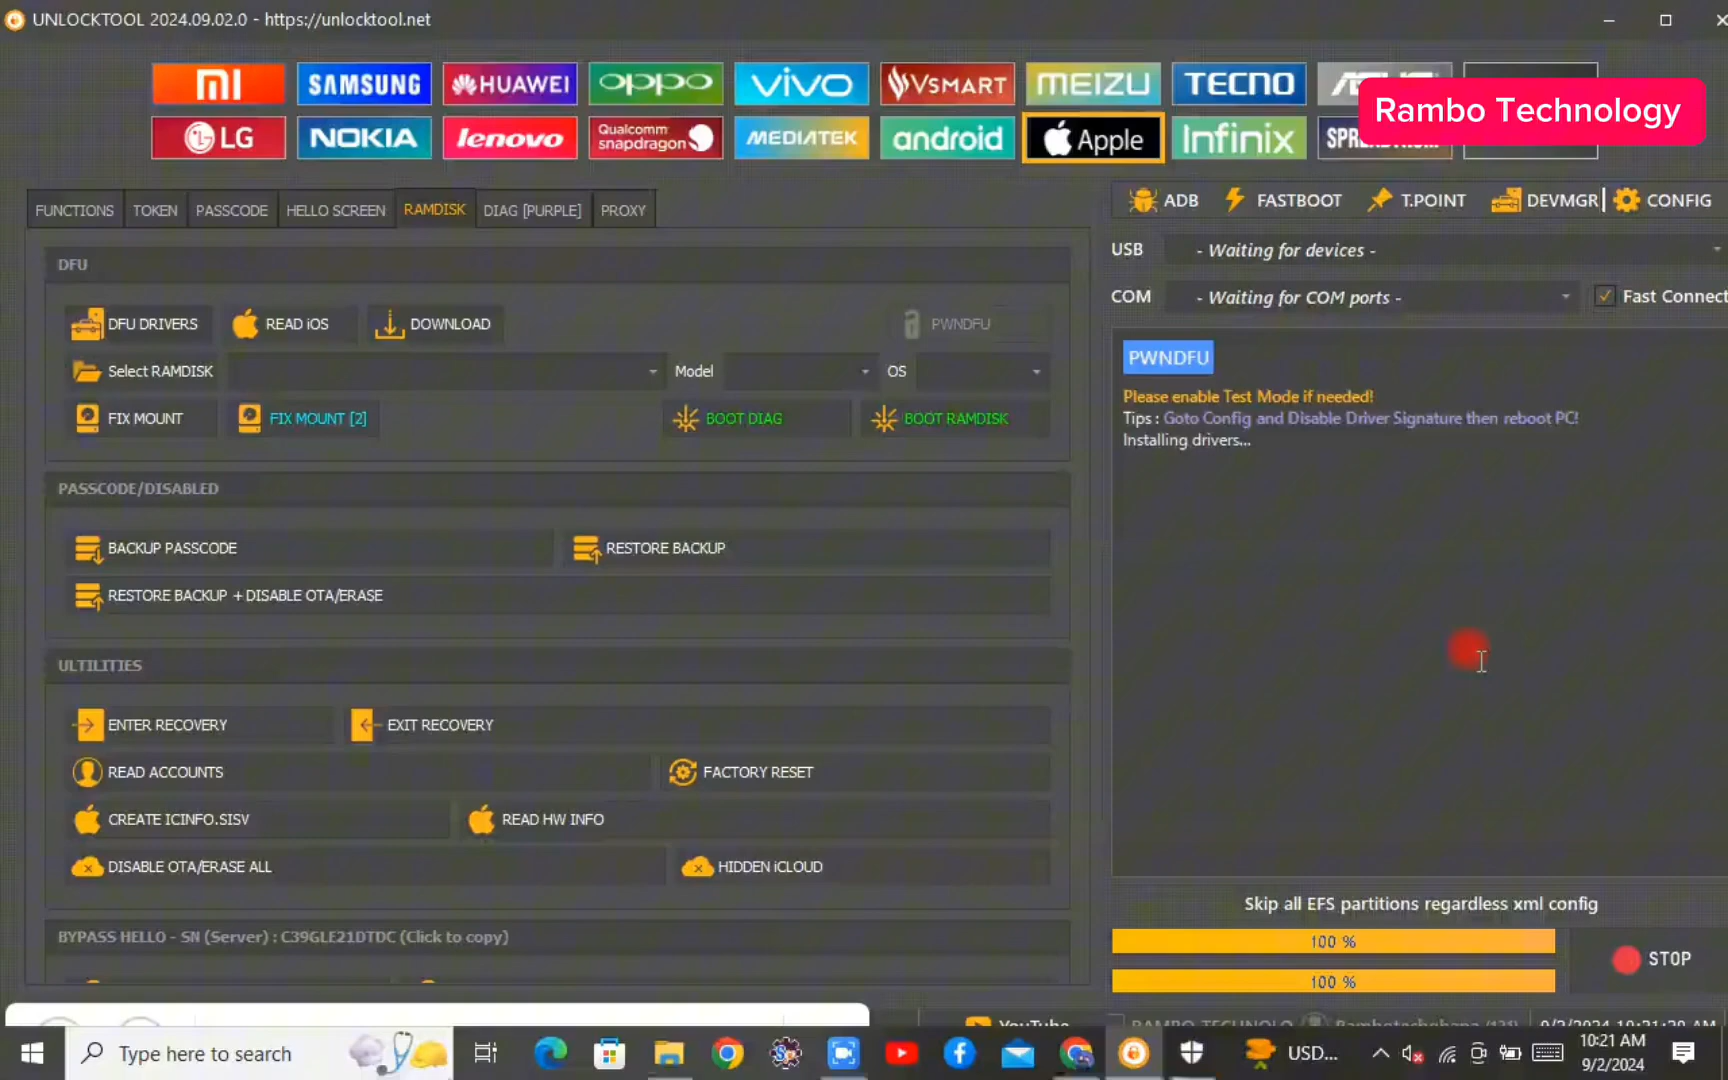 UNLOCKTOOL 2024.09.02.0 - https://unlocktool.net
SAMSUNG HUAWEI oppo vivo VSMART MEIZU TECNO
Rambo Technology
LG NOKIA lenovo Qualcomm snapdragon MEDIATEK android Apple Infinix
FUNCTIONS TOKEN PASSCODE HELLO SCREEN RAMDISK DIAG [PURPLE] PROXY
ADB FASTBOOT T.POINT DEVMGR CONFIG
USB - Waiting for devices -
COM - Waiting for COM ports - Fast Connect
DFU
DFU DRIVERS READ iOS DOWNLOAD PWNDFU
Select RAMDISK Model OS
FIX MOUNT FIX MOUNT [2] BOOT DIAG BOOT RAMDISK
PASSCODE/DISABLED
BACKUP PASSCODE RESTORE BACKUP
RESTORE BACKUP + DISABLE OTA/ERASE
ULTILITIES
ENTER RECOVERY EXIT RECOVERY
READ ACCOUNTS FACTORY RESET
CREATE ICINFO.SISV READ HW INFO
DISABLE OTA/ERASE ALL HIDDEN iCLOUD
BYPASS HELLO - SN (Server) : C39GLE21DTDC (Click to copy)
PWNDFU
Please enable Test Mode if needed!
Tips : Goto Config and Disable Driver Signature then reboot PC!
Installing drivers...
Skip all EFS partitions regardless xml config
100 %
100 %
STOP
YouTube
Type here to search
USD...
10:21 AM
9/2/2024